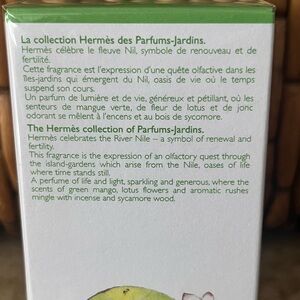 La collection Hermès des Parfums-Jardins.
Hermès célèbre le fleuve Nil, symbole de renouveau et de
fertilité.
Cette fragrance est l'expression d'une quête olfactive dans les
îles-jardins qui émergent du Nil, oasis de vie où le temps
suspend son cours.
Un parfum de lumière et de vie, généreux et pétillant, où les
senteurs de mangue verte, de fleur de lotus et de jonc
odorant se mêlent à l'encens et au bois de sycomore.
The Hermès collection of Parfums-Jardins.
Hermès celebrates the River Nile – a symbol of renewal and
fertility.
This fragrance is the expression of an olfactory quest through
the island-gardens which arise from the Nile, oases of life
where time stands still.
A perfume of life and light, sparkling and generous, where the
scents of green mango, lotus flowers and aromatic rushes
mingle with incense and sycamore wood.